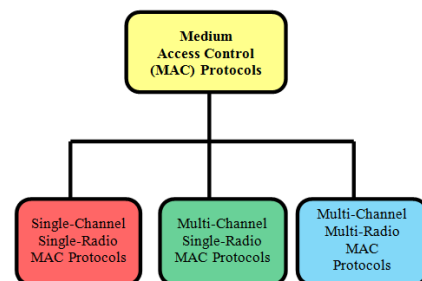 Medium
Access Control
(MAC) Protocols
Single-Channel
Single-Radio
MAC Protocols
Multi-Channel
Single-Radio
MAC Protocols
Multi-Channel
Multi-Radio
MAC
Protocols